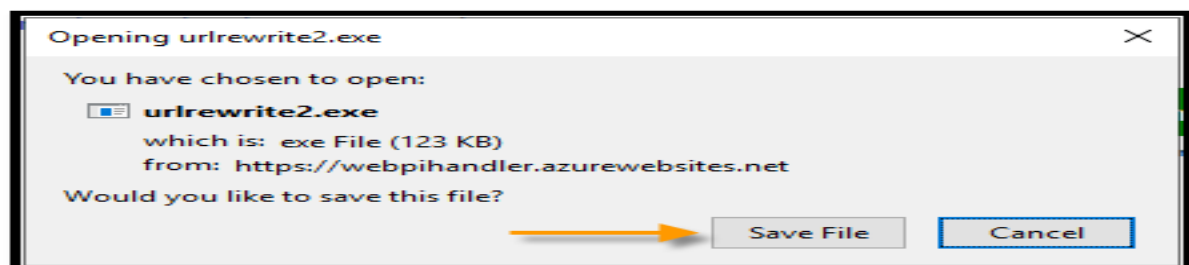 Opening urlrewrite2.exe
You have chosen to open:
urlrewrite2.exe
which is: exe File (123 KB)
from: https://webpihandler.azurewebsites.net
Would you like to save this file?
Save File Cancel